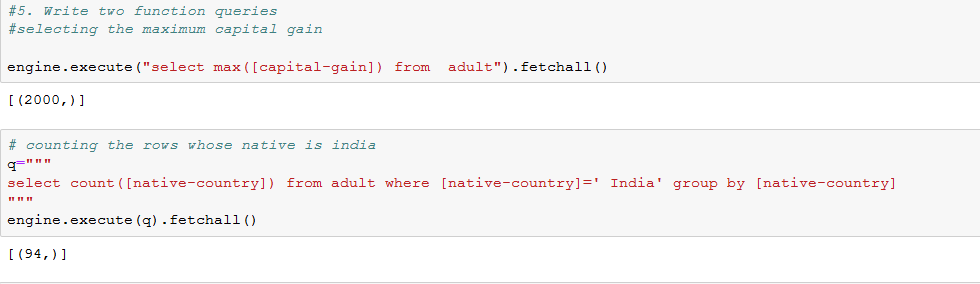 #5. Write two function queries
#selecting the maximum capital gain
engine.execute("select max([capital-gain]) from  adult").fetchall()
[(2000,)]
# counting the rows whose native is india
q="""
select count([native-country]) from adult where [native-country]=' India' group by [native-country]
"""
engine.execute(q).fetchall()
[(94,)]